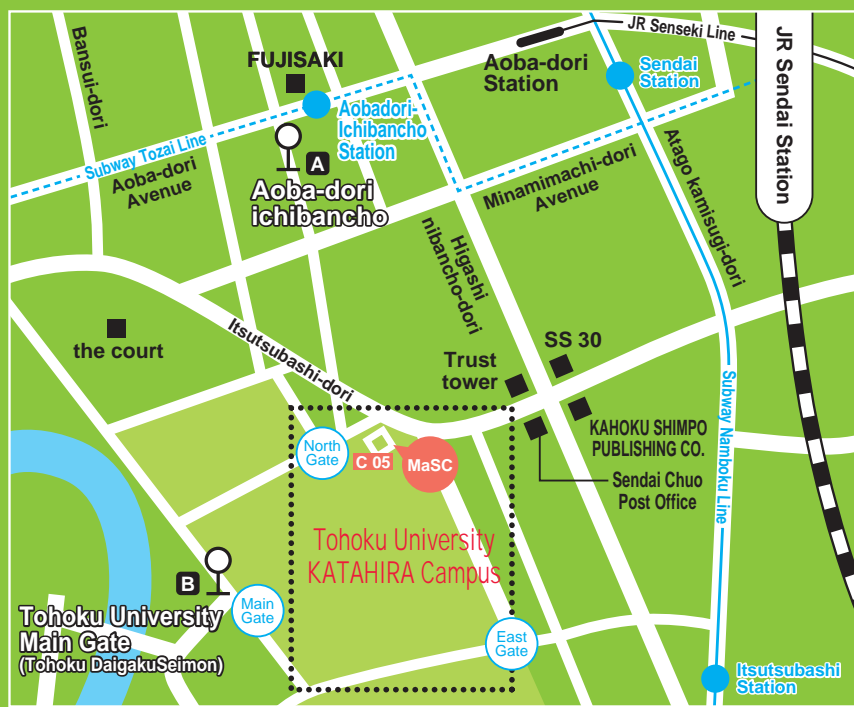 Bansui-dori
FUJISAKI
JR Senseki Line
Aoba-dori
Station
Sendai
Station
JR Sendai Station
Aobadori-
Ichibancho
Station
Subway Tozai Line
Aoba-dori
Avenue
A
Aoba-dori
ichibancho
Minamimachi-dori
Avenue
Atago kamisugi-dori
Higashi
nibancho-dori
the court
Itsutsubashi-dori
Trust
tower
SS 30
KAHOKU SHIMPO
PUBLISHING CO.
Sendai Chuo
Post Office
Subway Namboku Line
North
Gate
C 05
MaSC
Tohoku University
KATAHIRA Campus
B
Tohoku University
Main Gate
(Tohoku DaigakuSeimon)
Main
Gate
East
Gate
Itsutsubashi
Station